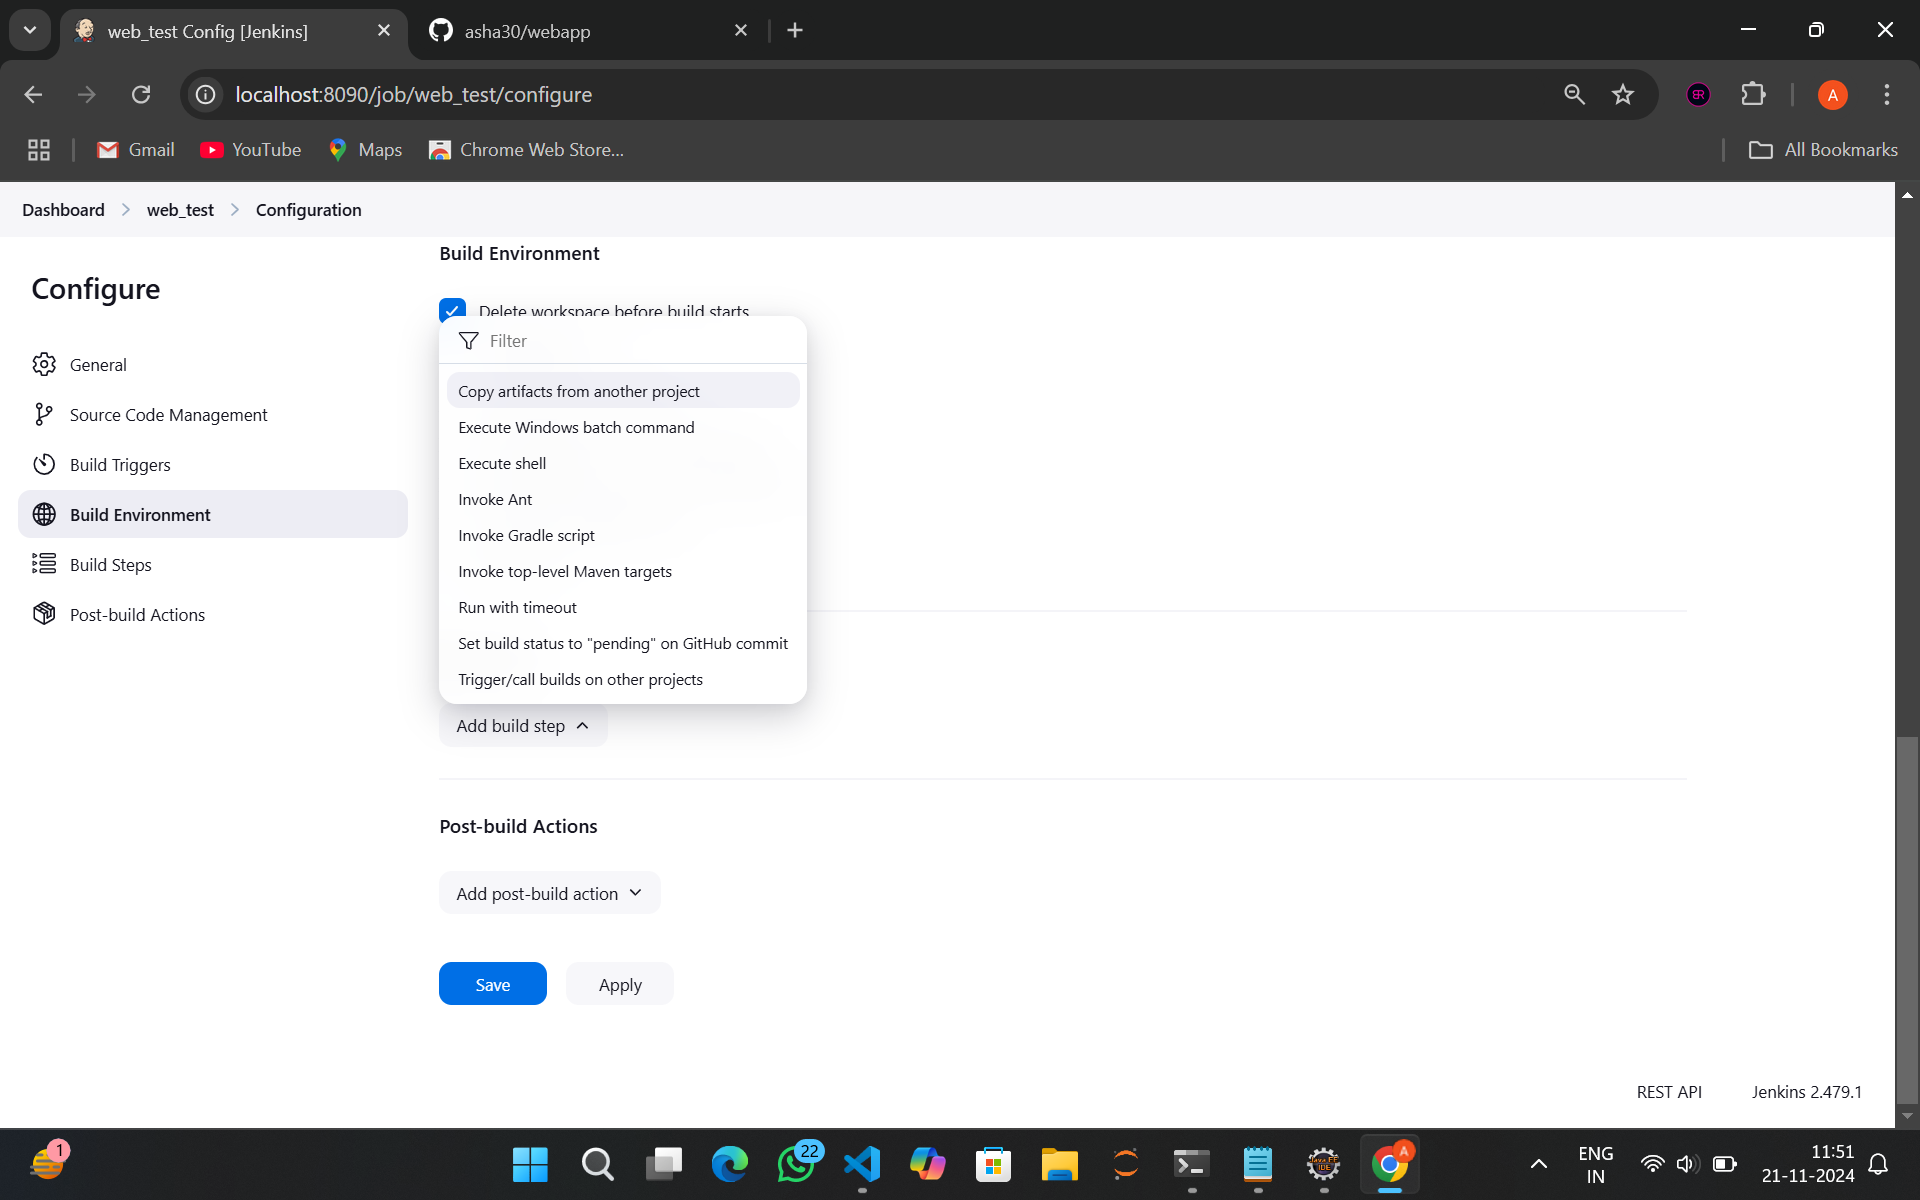 web_test Config [Jenkins]
asha30/webapp
localhost:8090/job/web_test/configure
A
Gmail
YouTube
Maps
Chrome Web Store...
All Bookmarks
Dashboard
web_test
Configuration
Configure
General
Source Code Management
Build Triggers
Build Environment
Build Steps
Post-build Actions
Build Environment
Delete workspace before build starts
Filter
Copy artifacts from another project
Execute Windows batch command
Execute shell
Invoke Ant
Invoke Gradle script
Invoke top-level Maven targets
Run with timeout
Set build status to "pending" on GitHub commit
Trigger/call builds on other projects
Add build step
Post-build Actions
Add post-build action
Save
Apply
REST API
Jenkins 2.479.1
1
22
A
ENG
IN
11:51
21-11-2024